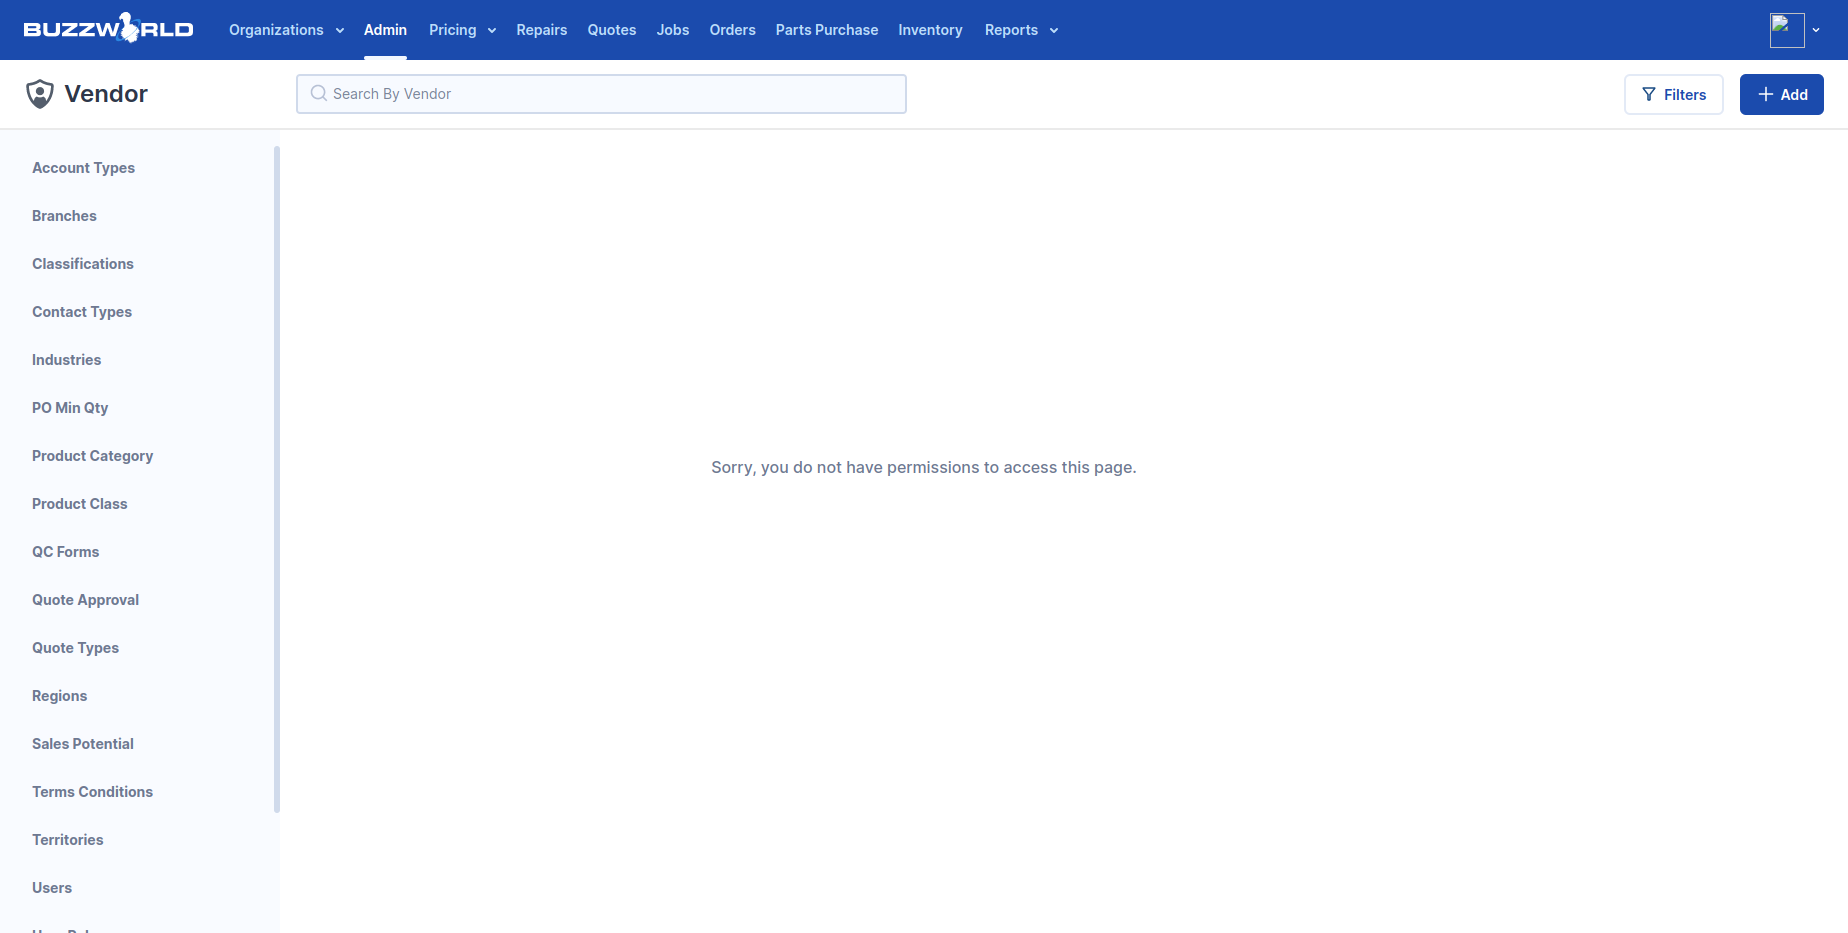 BUZZWORLD
Organizations Admin Pricing Repairs Quotes Jobs Orders Parts Purchase Inventory Reports
Vendor
Search By Vendor
Filters
Add
Account Types
Branches
Classifications
Contact Types
Industries
PO Min Qty
Product Category
Product Class
QC Forms
Quote Approval
Quote Types
Regions
Sales Potential
Terms Conditions
Territories
Users
Sorry, you do not have permissions to access this page.